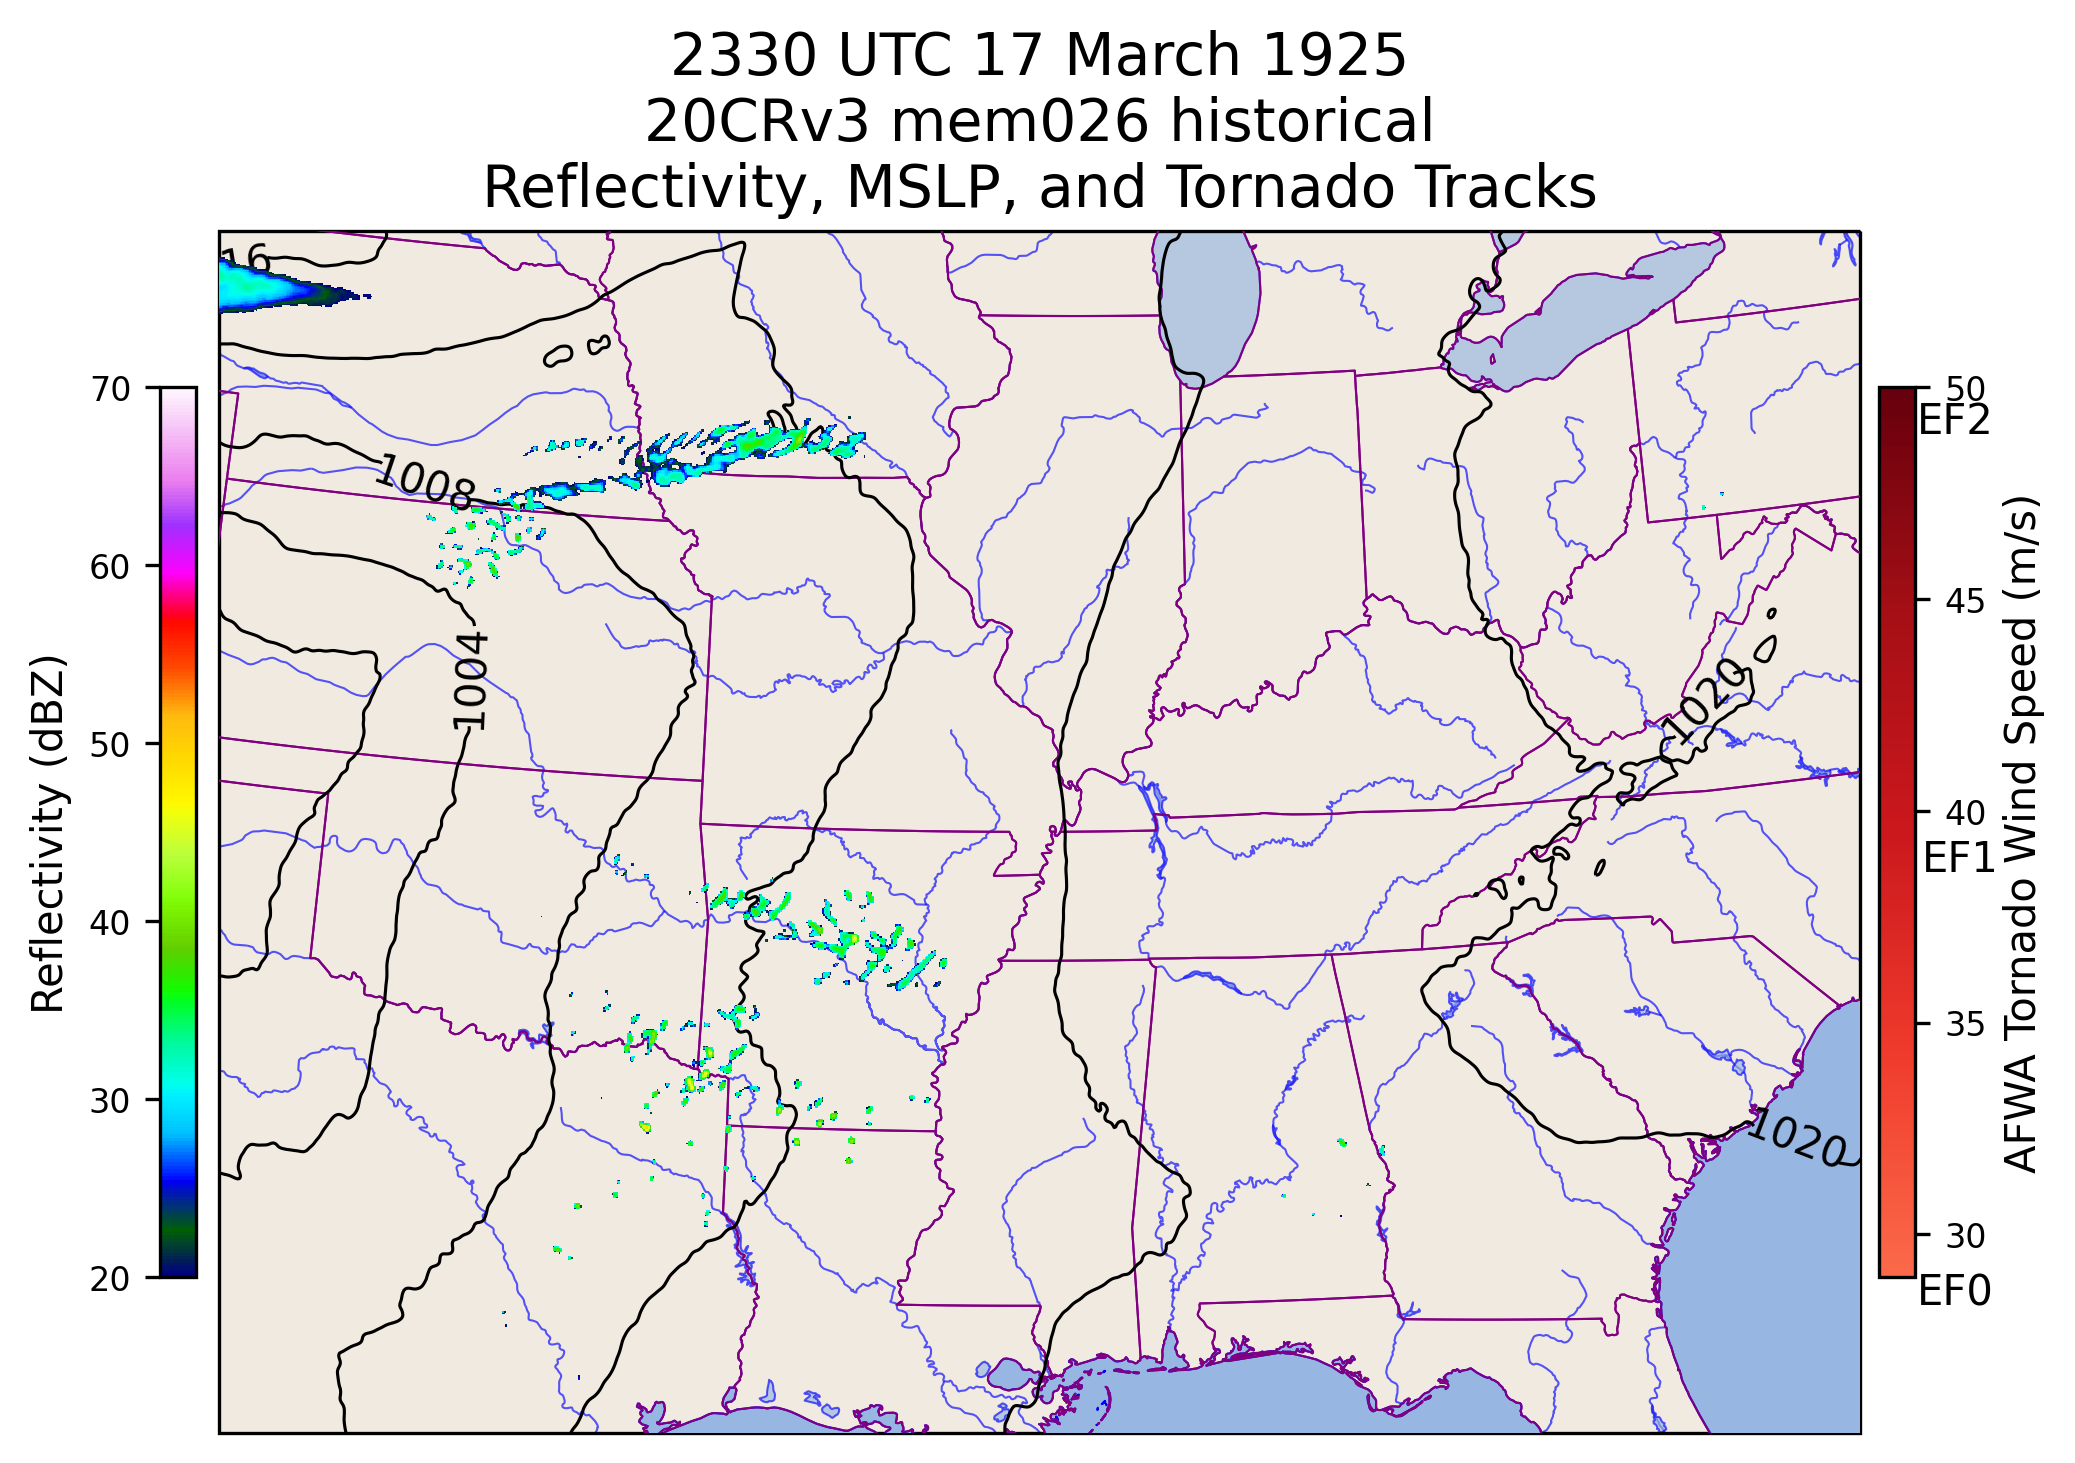 2330 UTC 17 March 1925
20CRv3 mem026 historical
Reflectivity, MSLP, and Tornado Tracks
16
1008
1004
1020
1020
70
60
50
40
30
20
Reflectivity (dBZ)
50
EF2
45
40
EF1
35
30
EF0
AFWA Tornado Wind Speed (m/s)